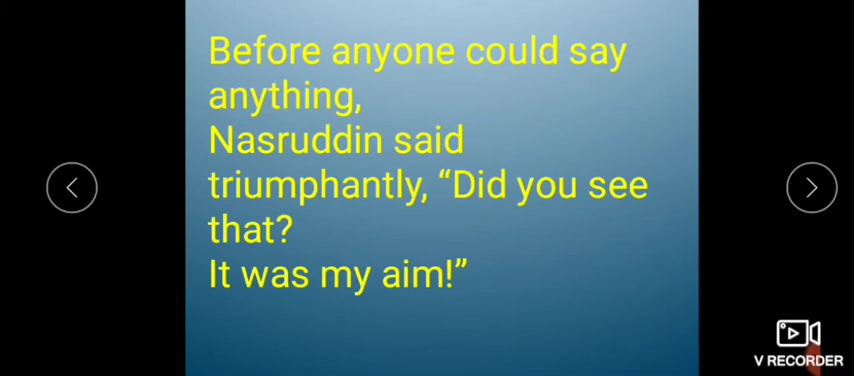 Before anyone could say
anything,
Nasruddin said
triumphantly, “Did you see
that?
It was my aim!”
V RECORDER